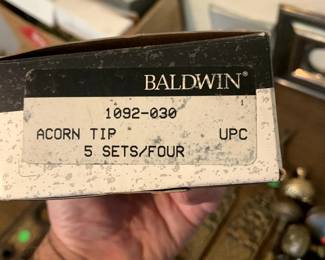 BALDWIN®
1092-030
ACORN TIP UPC
5 SETS/FOUR